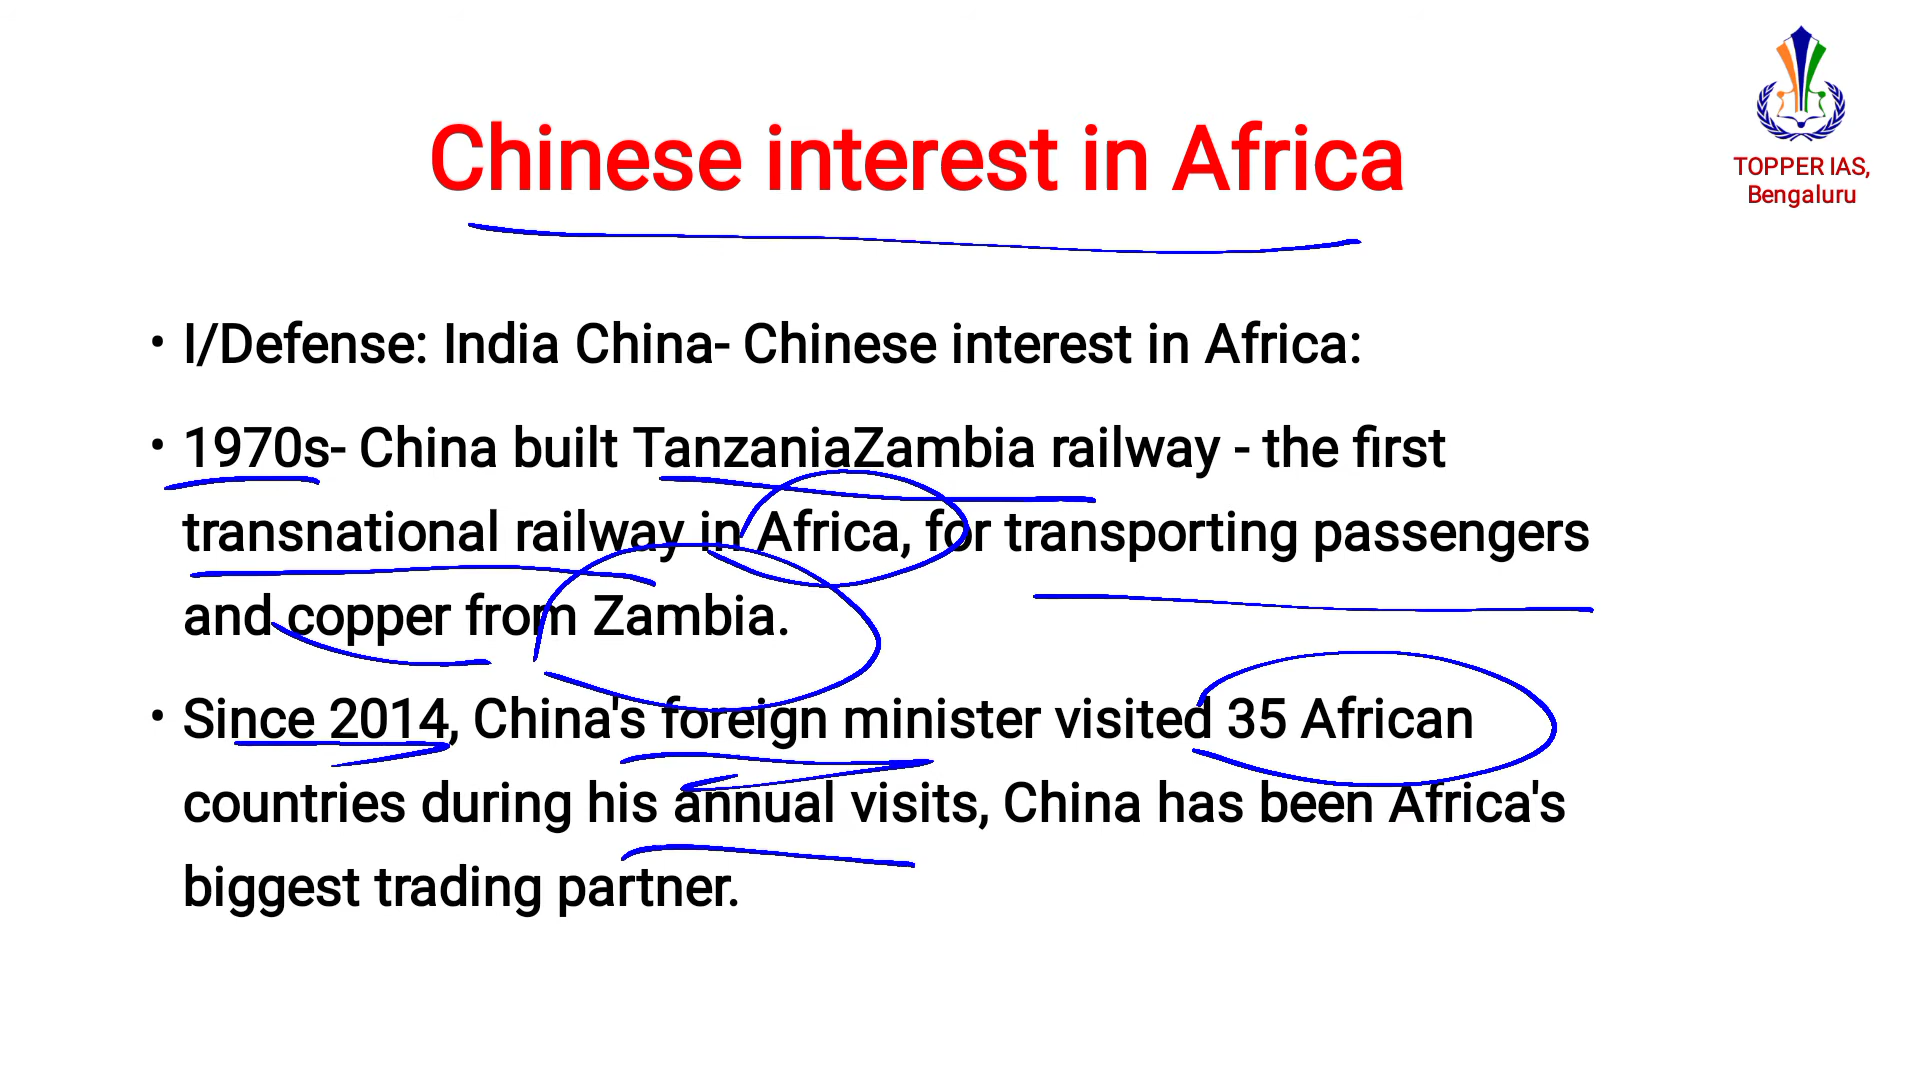 Chinese interest in Africa
TOPPER IAS,
Bengaluru
• I/Defense: India China- Chinese interest in Africa:
• 1970s- China built TanzaniaZambia railway - the first
transnational railway in Africa, for transporting passengers
and copper from Zambia.
• Since 2014, China's foreign minister visited 35 African
countries during his annual visits, China has been Africa's
biggest trading partner.